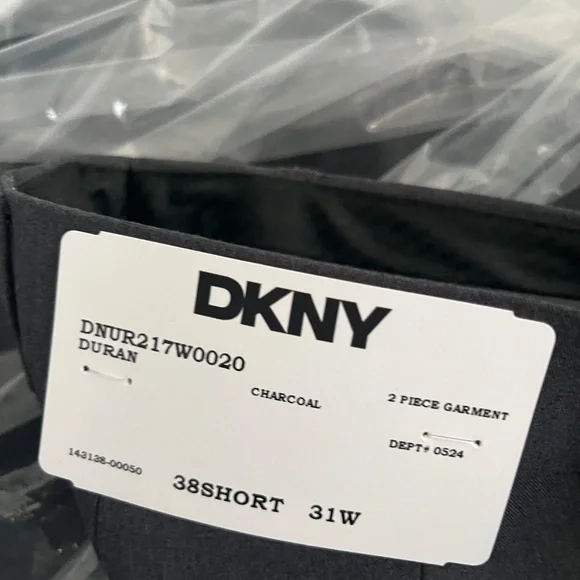 DKNY
DNUR217W0020
DURAN
CHARCOAL
2 PIECE GARMENT
DEPT# 0524
143138-00050
38SHORT 31W